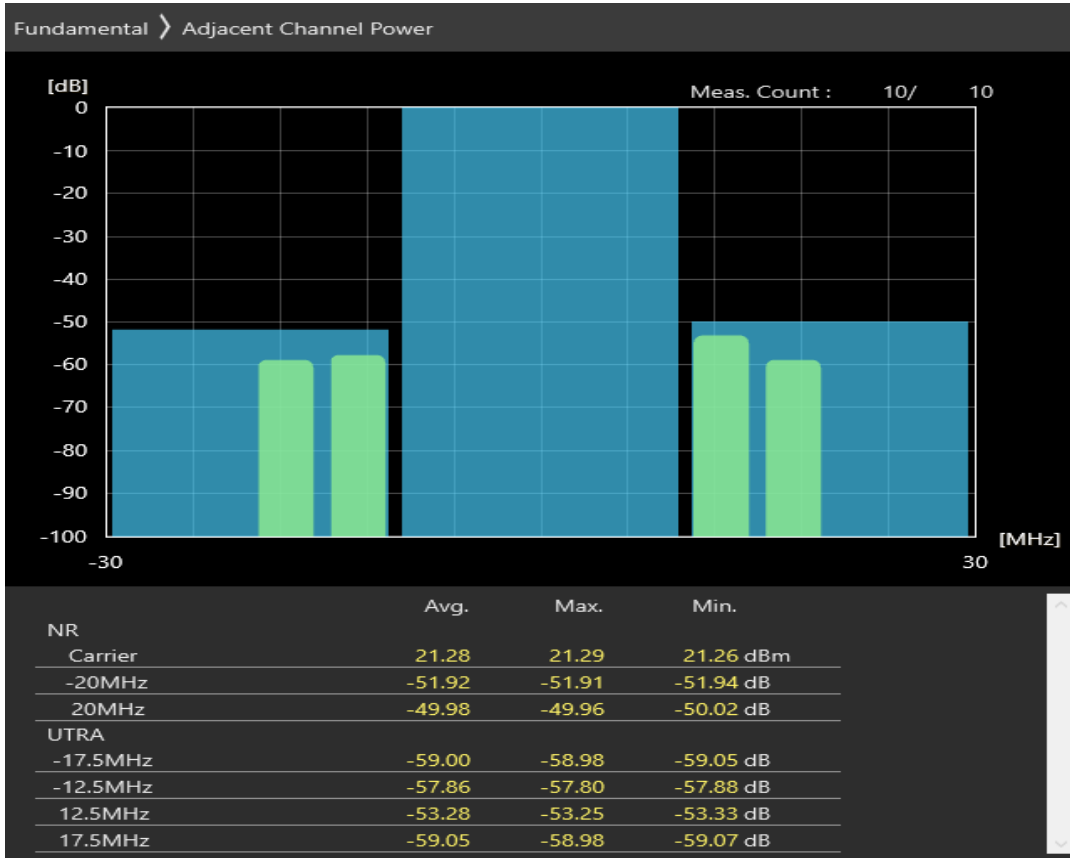 Fundamental ❯ Adjacent Channel Power
[dB]
Meas. Count : 10/ 10
0
-10
-20
-30
-40
-50
-60
-70
-80
-90
-100
[MHz]
-30 30
Avg. Max. Min.
NR
Carrier 21.28 21.29 21.26 dBm
-20MHz -51.92 -51.91 -51.94 dB
20MHz -49.98 -49.96 -50.02 dB
UTRA
-17.5MHz -59.00 -58.98 -59.05 dB
-12.5MHz -57.86 -57.80 -57.88 dB
12.5MHz -53.28 -53.25 -53.33 dB
17.5MHz -59.05 -58.98 -59.07 dB